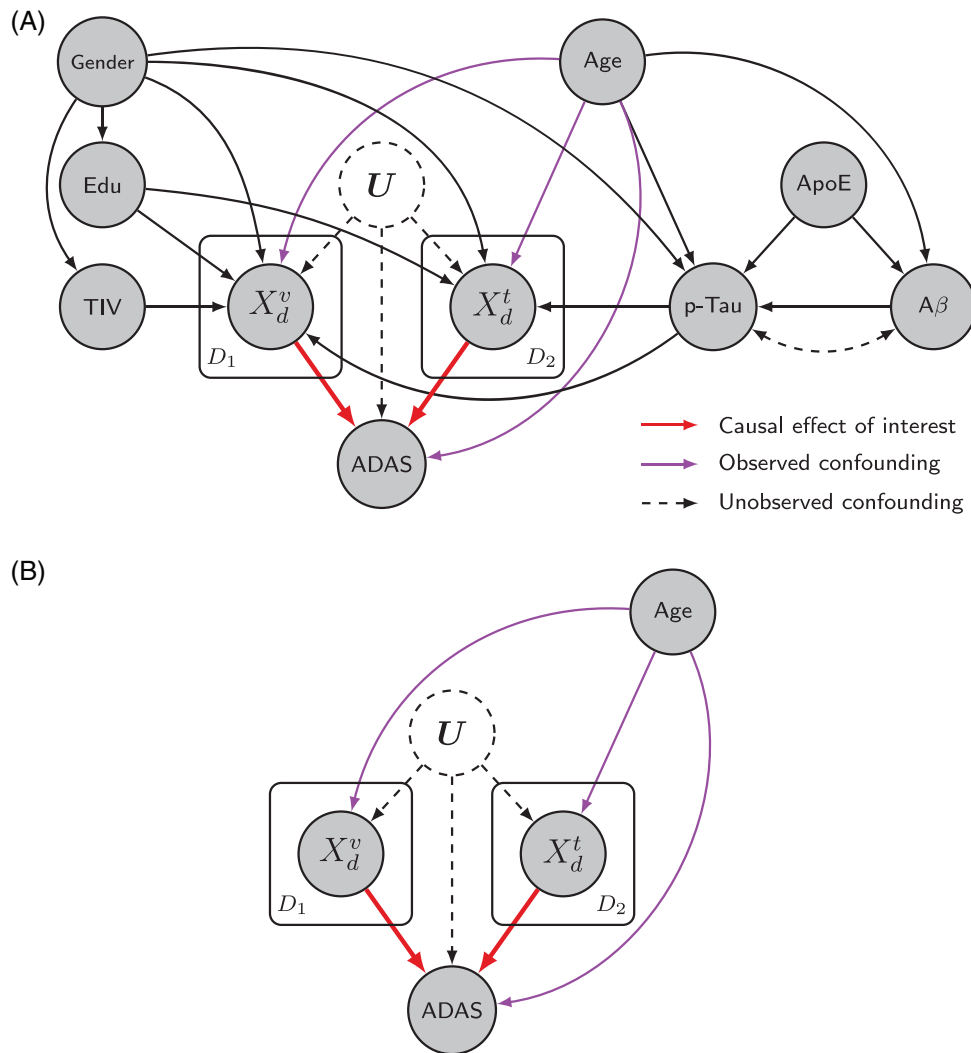 (A)
Gender
Age
Edu
U
ApoE
TIV
X_d^v
X_d^t
p-Tau
Aβ
D_1
D_2
ADAS
Causal effect of interest
Observed confounding
Unobserved confounding
(B)
Age
U
X_d^v
X_d^t
D_1
D_2
ADAS